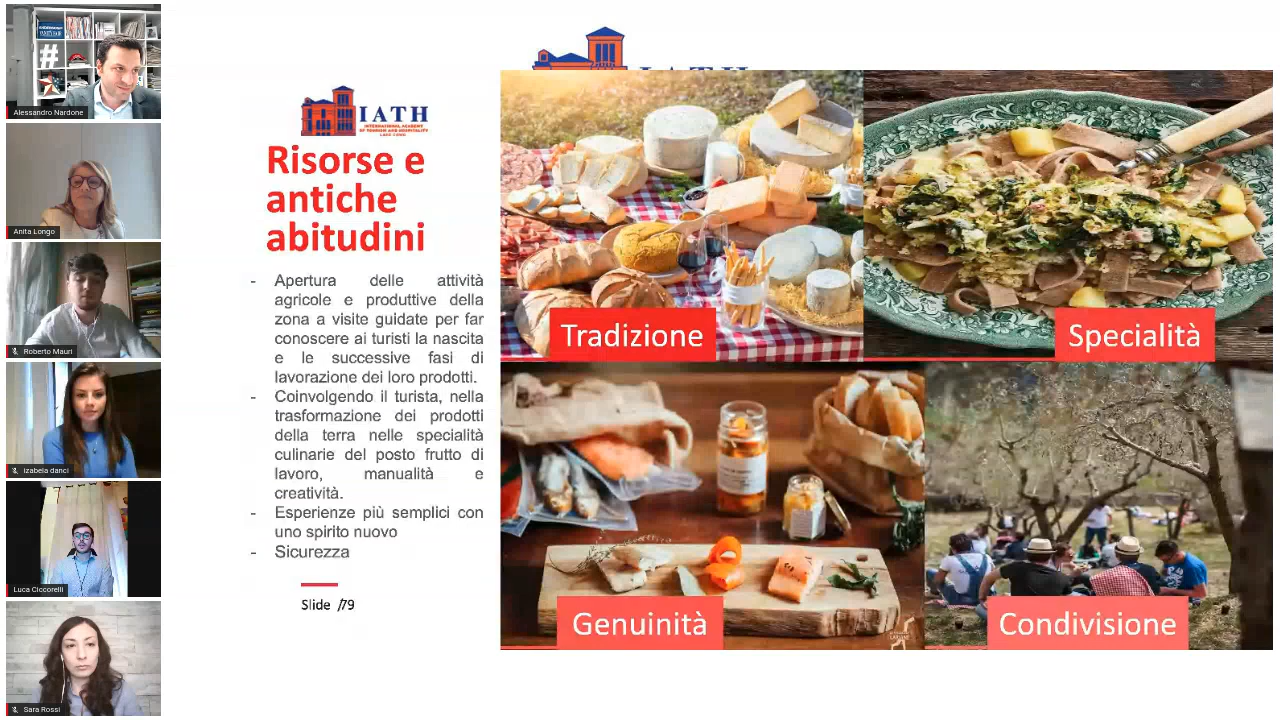 #
Alessandro Nardone
Anita Longo
Roberto Mauri
izabela danci
Luca Ciccorelli
Sara Rossi
IATH
INTERNATIONAL ACADEMY
OF TOURISM AND HOSPITALITY
LAKE COMO
Risorse e
antiche
abitudini
- Apertura delle attività
agricole e produttive della
zona a visite guidate per far
conoscere ai turisti la nascita
e le successive fasi di
lavorazione dei loro prodotti.
- Coinvolgendo il turista, nella
trasformazione dei prodotti
della terra nelle specialità
culinarie del posto frutto di
lavoro, manualità e
creatività.
- Esperienze più semplici con
uno spirito nuovo
- Sicurezza
Slide /79
Tradizione
Specialità
Genuinità
Condivisione